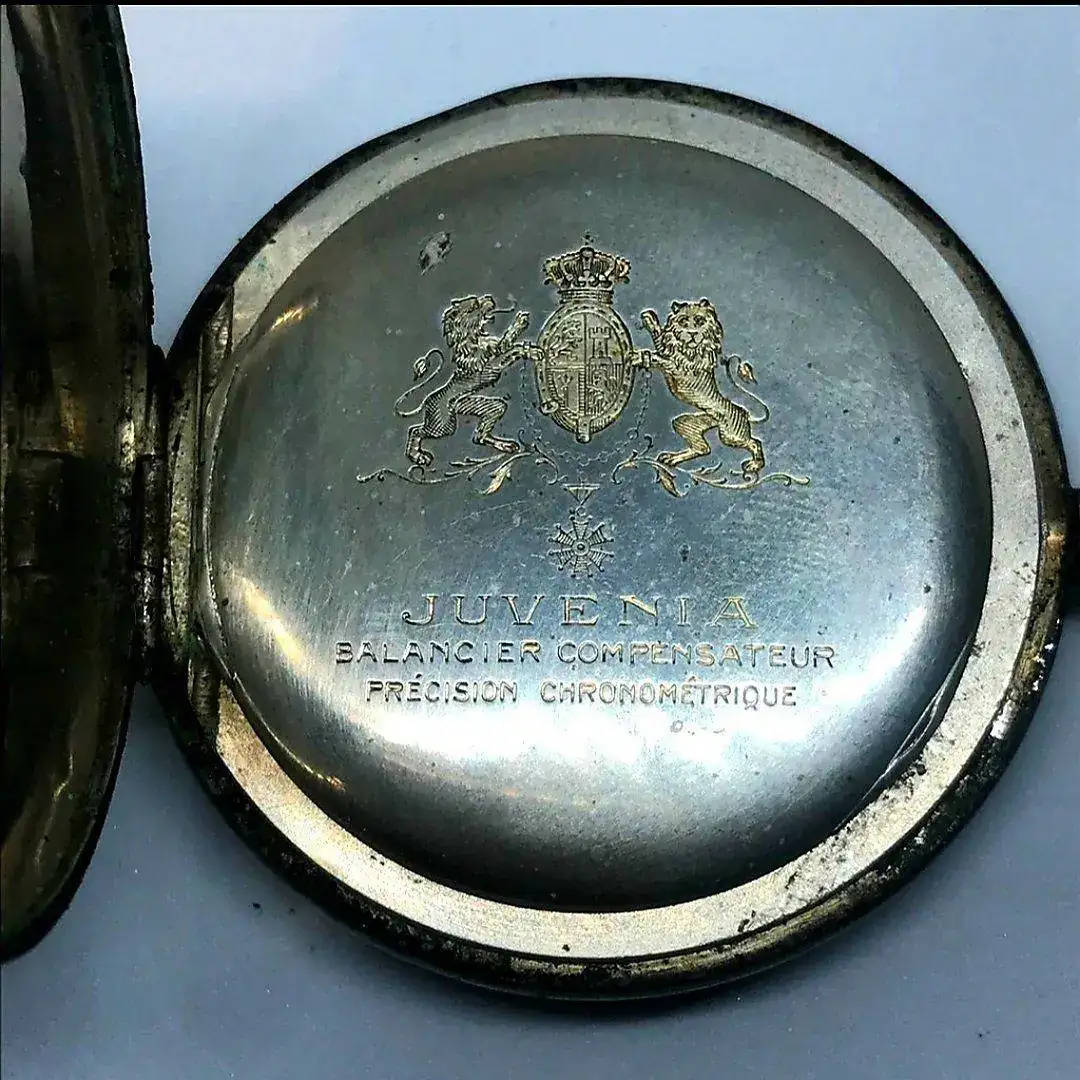 JUVENIA
BALANCIER COMPENSATEUR
PRÉCISION CHRONOMÉTRIQUE